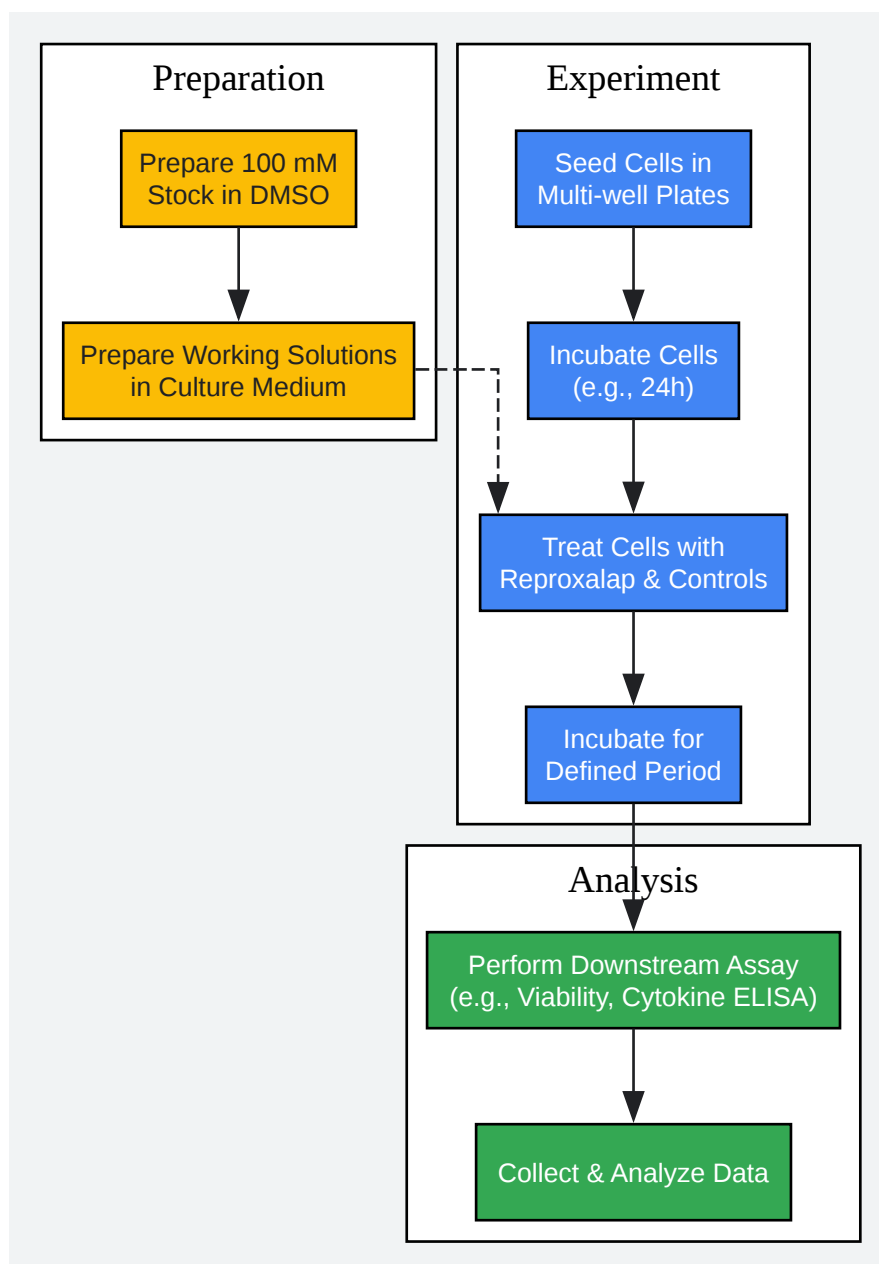 Preparation
Prepare 100 mM
Stock in DMSO
Prepare Working Solutions
in Culture Medium
Experiment
Seed Cells in
Multi-well Plates
Incubate Cells
(e.g., 24h)
Treat Cells with
Reproxalap & Controls
Incubate for
Defined Period
Analysis
Perform Downstream Assay
(e.g., Viability, Cytokine ELISA)
Collect & Analyze Data